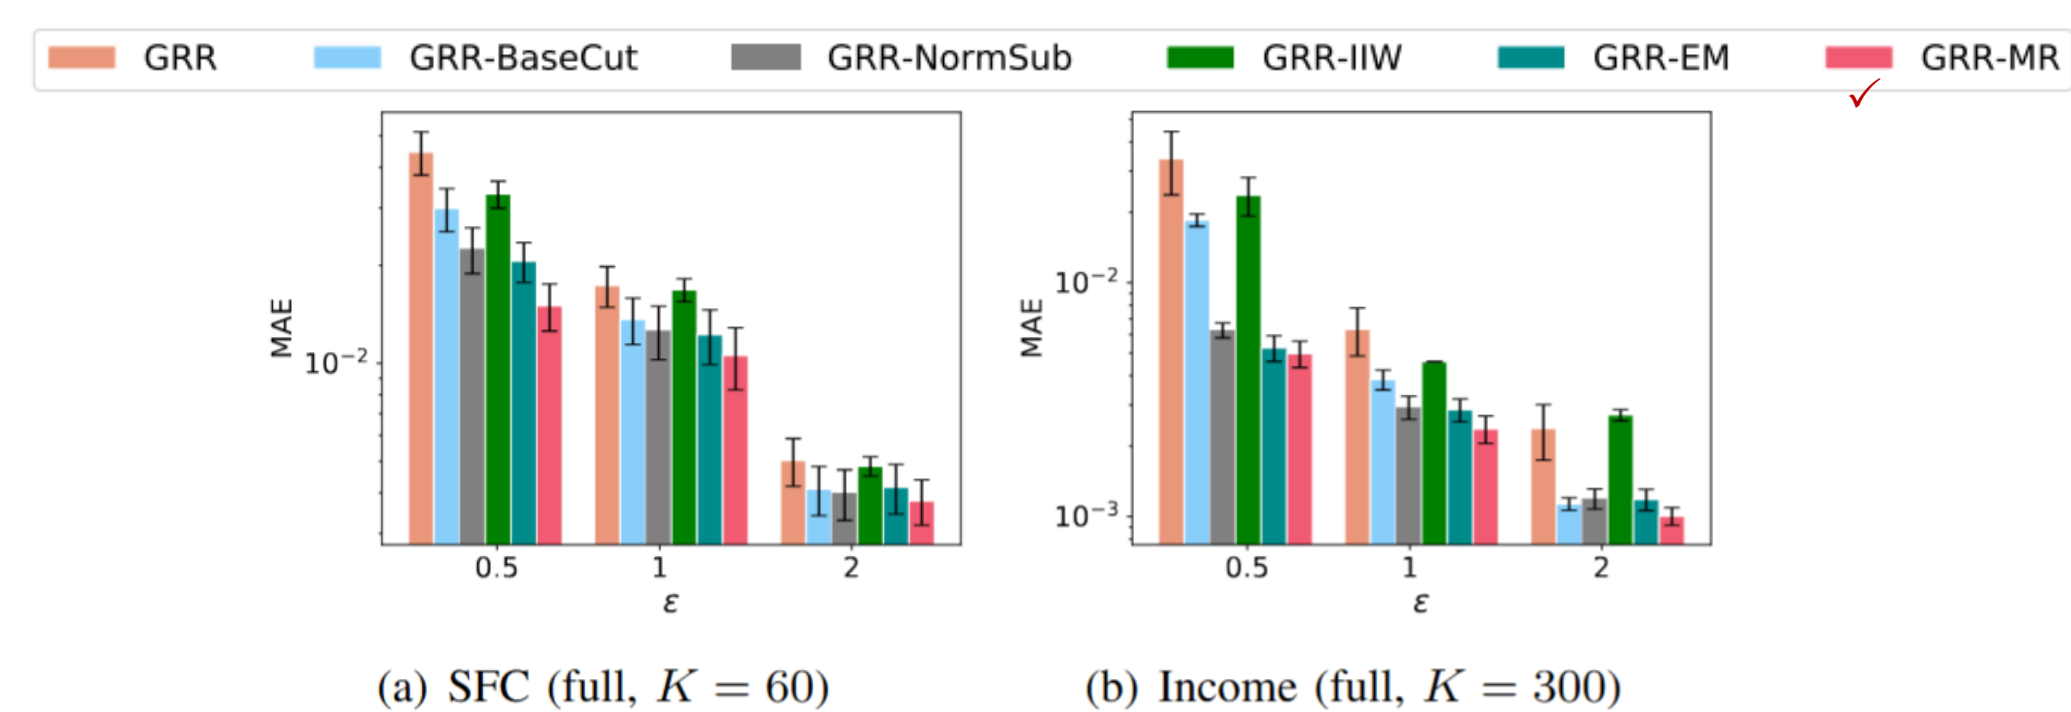 GRR GRR-BaseCut GRR-NormSub GRR-IIW GRR-EM GRR-MR
✓
MAE
10⁻²
0.5 1 2
ε
(a) SFC (full, K = 60)
MAE
10⁻²
10⁻³
0.5 1 2
ε
(b) Income (full, K = 300)